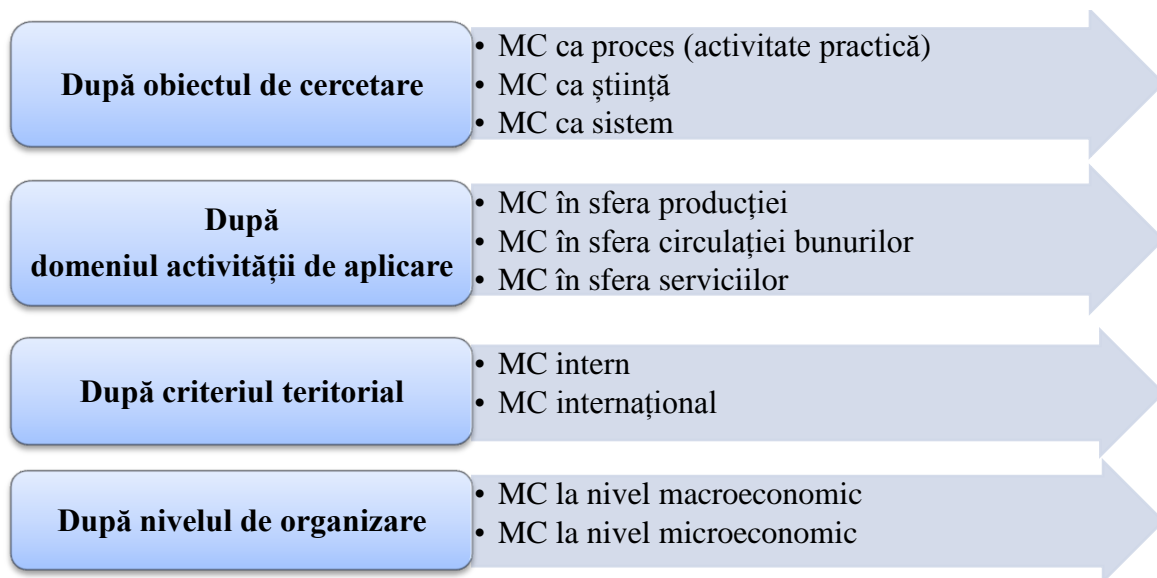 După obiectul de cercetare
• MC ca proces (activitate practică)
• MC ca știință
• MC ca sistem
După
domeniul activității de aplicare
• MC în sfera producției
• MC în sfera circulației bunurilor
• MC în sfera serviciilor
După criteriul teritorial
• MC intern
• MC internațional
După nivelul de organizare
• MC la nivel macroeconomic
• MC la nivel microeconomic